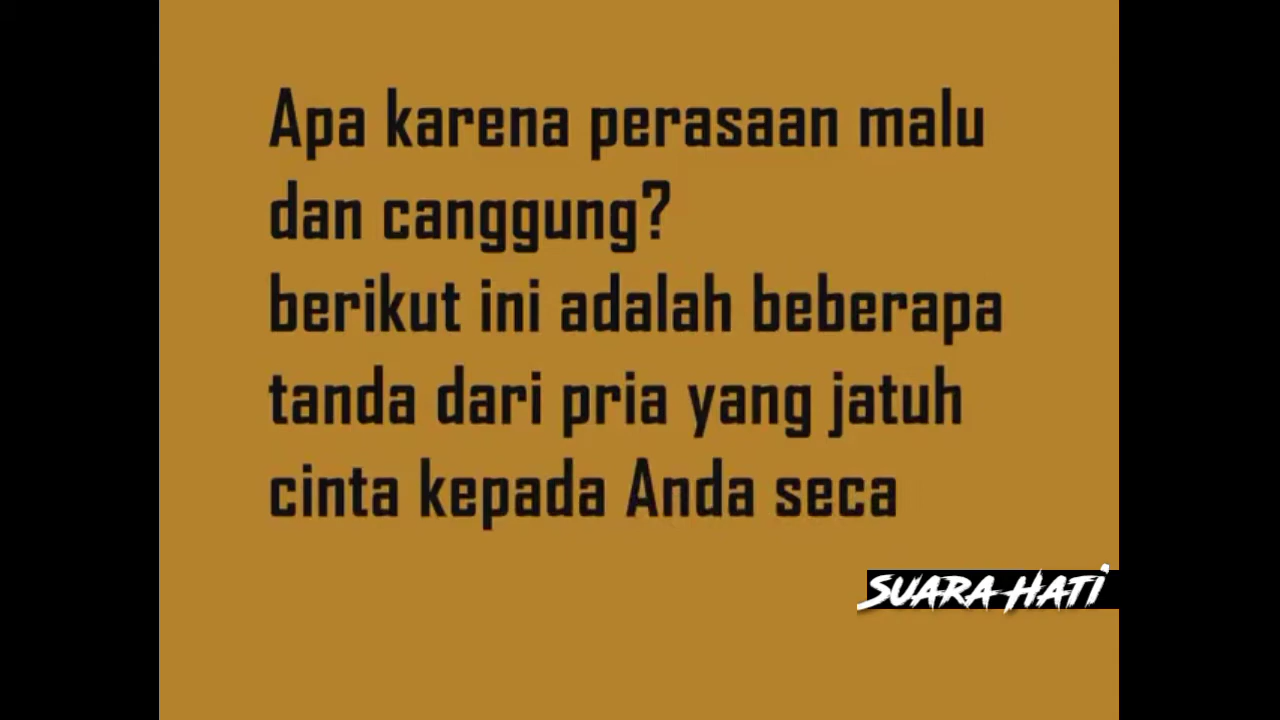 Apa karena perasaan malu
dan canggung?
berikut ini adalah beberapa
tanda dari pria yang jatuh
cinta kepada Anda seca
SUARA HATI